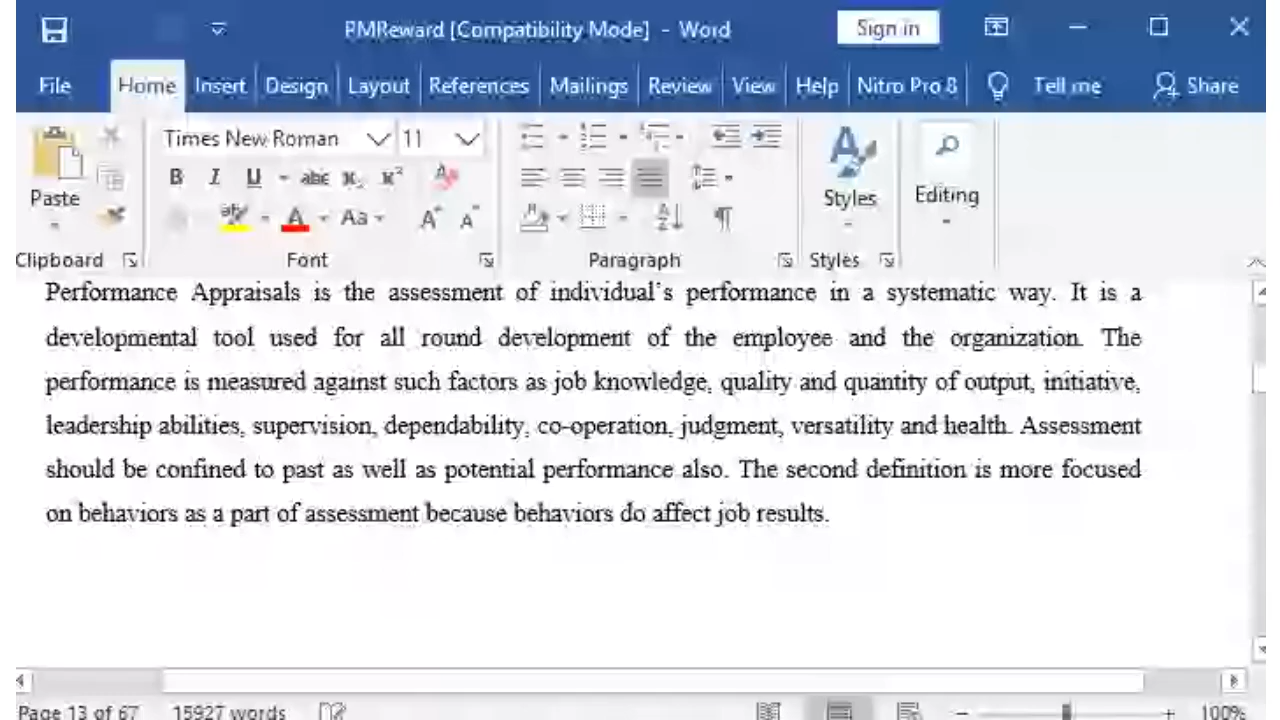 PMReward [Compatibility Mode] - Word
Sign in
File Home Insert Design Layout References Mailings Review View Help Nitro Pro 8 Tell me Share
Times New Roman 11
Paste
B I U abc x x²
Styles
Editing
aby A Aa A A
Clipboard Font Paragraph Styles
Performance Appraisals is the assessment of individual's performance in a systematic way. It is a
developmental tool used for all round development of the employee and the organization. The
performance is measured against such factors as job knowledge, quality and quantity of output, initiative,
leadership abilities, supervision, dependability, co-operation, judgment, versatility and health. Assessment
should be confined to past as well as potential performance also. The second definition is more focused
on behaviors as a part of assessment because behaviors do affect job results.
Page 13 of 67 15927 words 100%